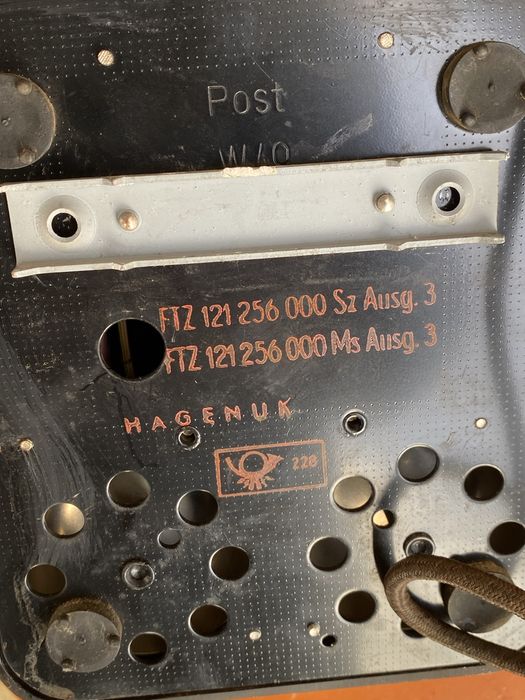 Post
FTZ 121 256 000 Sz Ausg. 3
FTZ 121 256 000 Ms Ausg. 3
HAGENUK
228